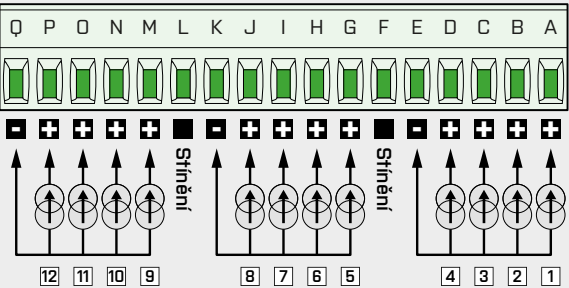 Q P O N M L K J I H G F E D C B A
- + + + + Stínění - + + + + Stínění - + + + +
12 11 10 9 8 7 6 5 4 3 2 1